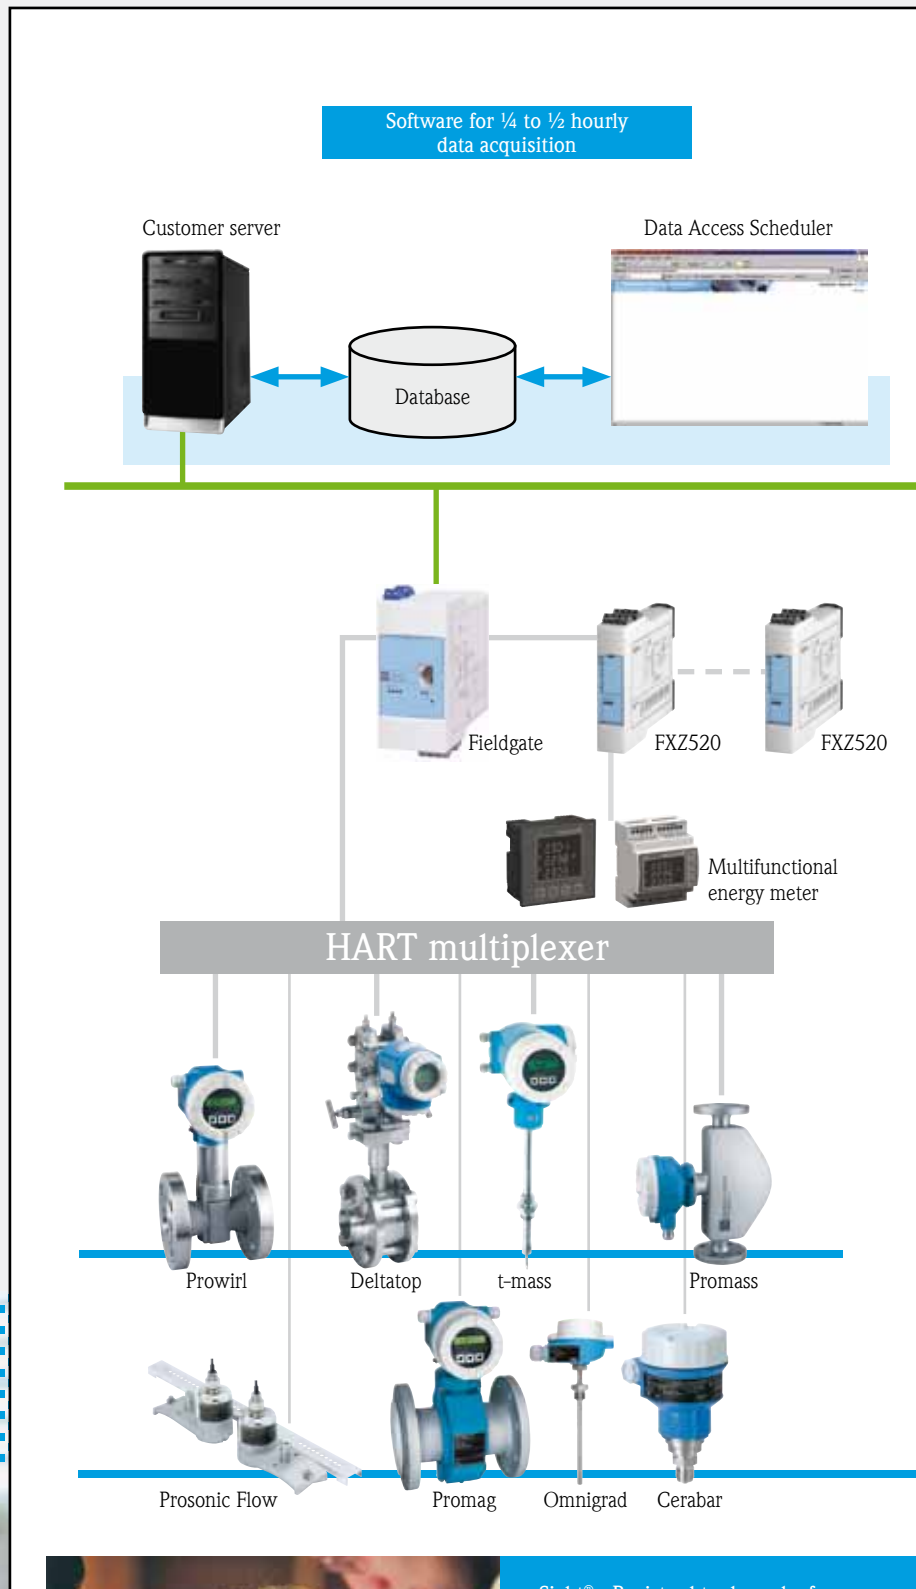 Software for ¼ to ½ hourly
data acquisition
Customer server
Data Access Scheduler
Database
Fieldgate
FXZ520
FXZ520
Multifunctional
energy meter
HART multiplexer
Prowirl
Deltatop
t-mass
Promass
Prosonic Flow
Promag
Omnigrad
Cerabar